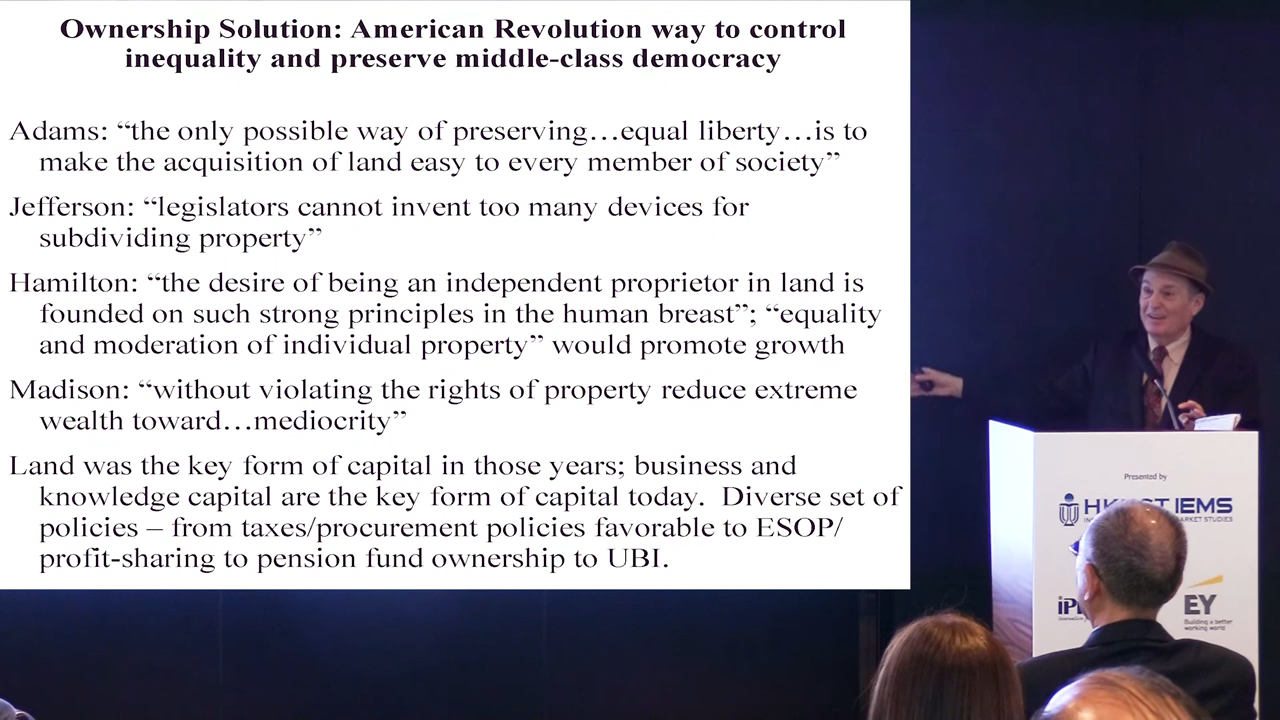 Ownership Solution: American Revolution way to control
inequality and preserve middle-class democracy
Adams: “the only possible way of preserving…equal liberty…is to
make the acquisition of land easy to every member of society”
Jefferson: “legislators cannot invent too many devices for
subdividing property”
Hamilton: “the desire of being an independent proprietor in land is
founded on such strong principles in the human breast”; “equality
and moderation of individual property” would promote growth
Madison: “without violating the rights of property reduce extreme
wealth toward…mediocrity”
Land was the key form of capital in those years; business and
knowledge capital are the key form of capital today.  Diverse set of
policies – from taxes/procurement policies favorable to ESOP/
profit-sharing to pension fund ownership to UBI.
Presented by
IEMS
STUDIES
EY
Building a better
working world